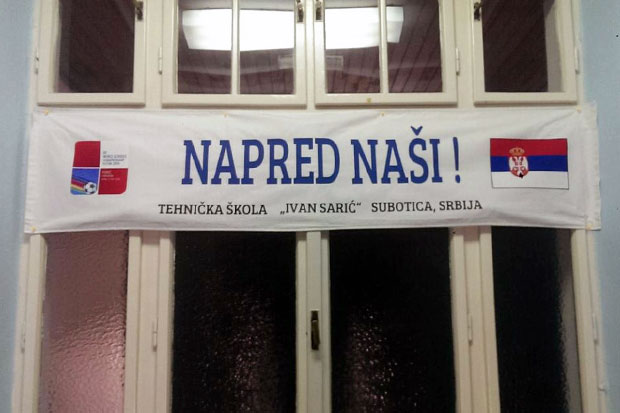 NAPRED NAŠI !
TEHNIČKA ŠKOLA „IVAN SARIĆ“ SUBOTICA, SRBIJA